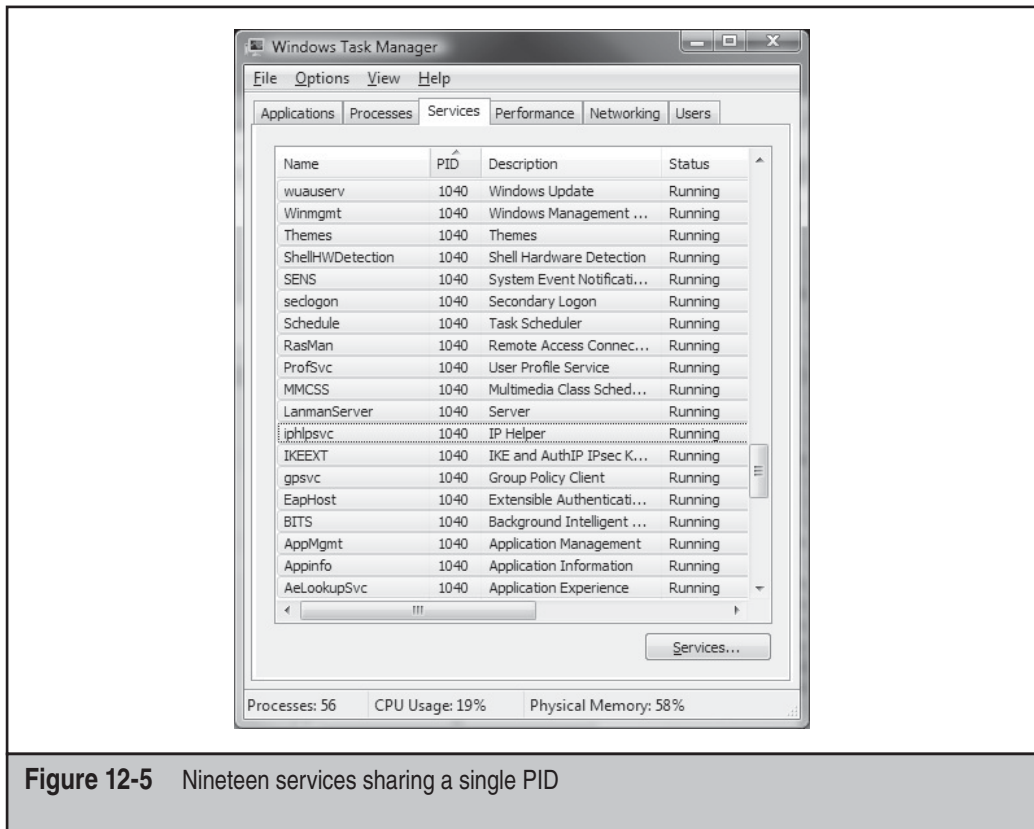 Windows Task Manager
File Options View Help
Applications Processes Services Performance Networking Users
Name PID Description Status
wuauserv 1040 Windows Update Running
Winmgmt 1040 Windows Management ... Running
Themes 1040 Themes Running
ShellHWDetection 1040 Shell Hardware Detection Running
SENS 1040 System Event Notificati... Running
seclogon 1040 Secondary Logon Running
Schedule 1040 Task Scheduler Running
RasMan 1040 Remote Access Connec... Running
ProfSvc 1040 User Profile Service Running
MMCSS 1040 Multimedia Class Sched... Running
LanmanServer 1040 Server Running
iphlpsvc 1040 IP Helper Running
IKEEXT 1040 IKE and AuthIP IPsec K... Running
gpsvc 1040 Group Policy Client Running
EapHost 1040 Extensible Authenticati... Running
BITS 1040 Background Intelligent ... Running
AppMgmt 1040 Application Management Running
Appinfo 1040 Application Information Running
AeLookupSvc 1040 Application Experience Running
Services...
Processes: 56 CPU Usage: 19% Physical Memory: 58%
Figure 12-5 Nineteen services sharing a single PID